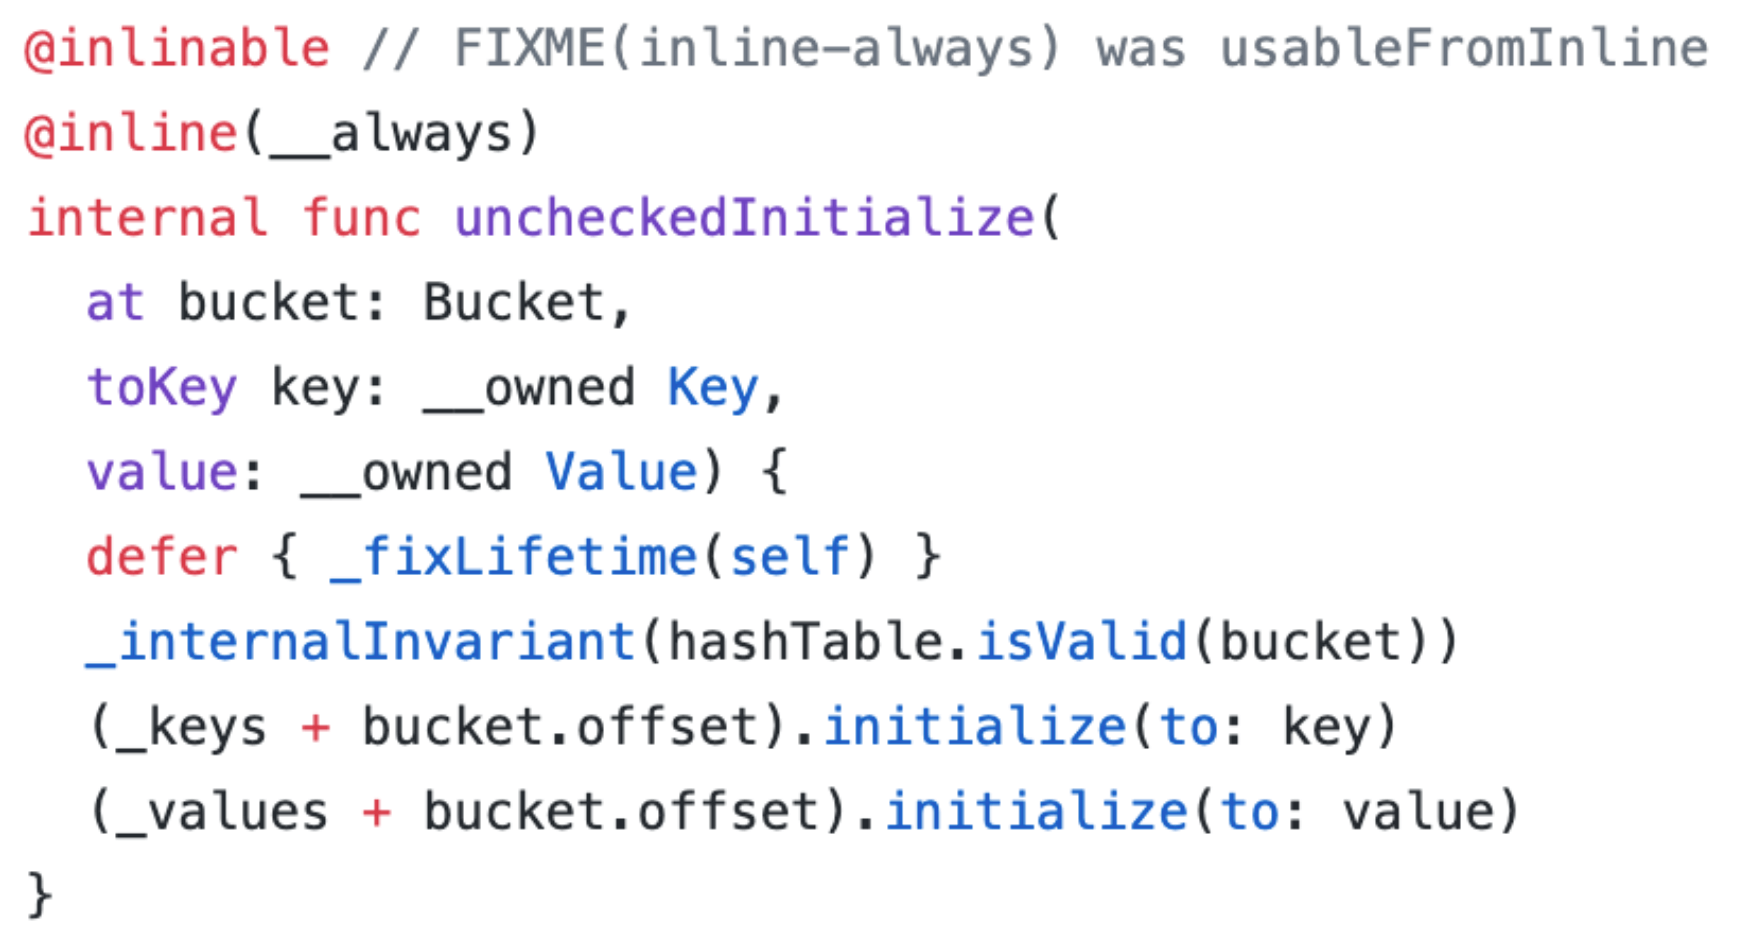 @inlinable // FIXME(inline-always) was usableFromInline
@inline(__always)
internal func uncheckedInitialize(
  at bucket: Bucket,
  toKey key: __owned Key,
  value: __owned Value) {
  defer { _fixLifetime(self) }
  _internalInvariant(hashTable.isValid(bucket))
  (_keys + bucket.offset).initialize(to: key)
  (_values + bucket.offset).initialize(to: value)
}